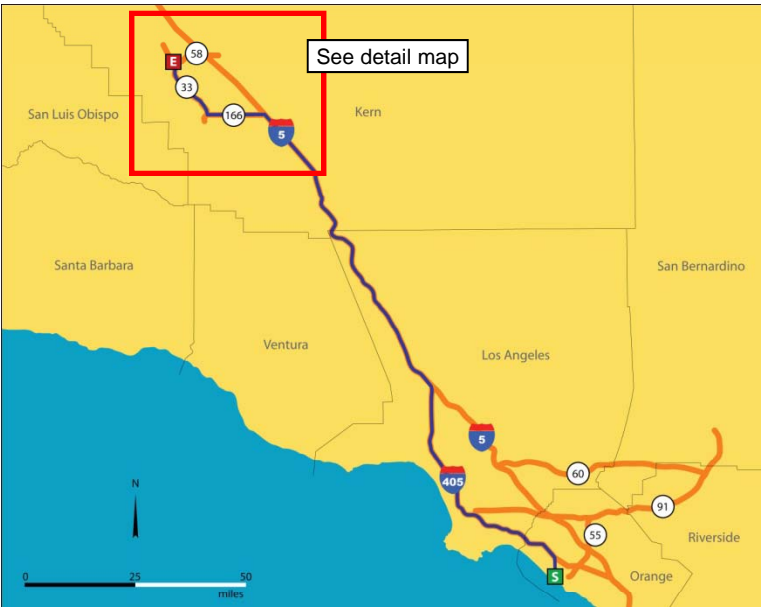 58
E
See detail map
33
San Luis Obispo
166
Kern
5
Santa Barbara
San Bernardino
Ventura
Los Angeles
5
60
405
N
91
55
Riverside
0 25 50
miles
S
Orange